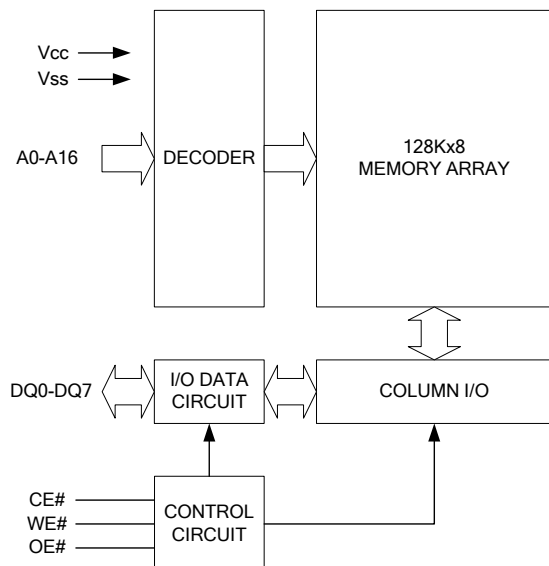 Vcc
Vss
A0-A16
DECODER
128Kx8
MEMORY ARRAY
DQ0-DQ7
I/O DATA
CIRCUIT
COLUMN I/O
CE#
WE#
OE#
CONTROL
CIRCUIT